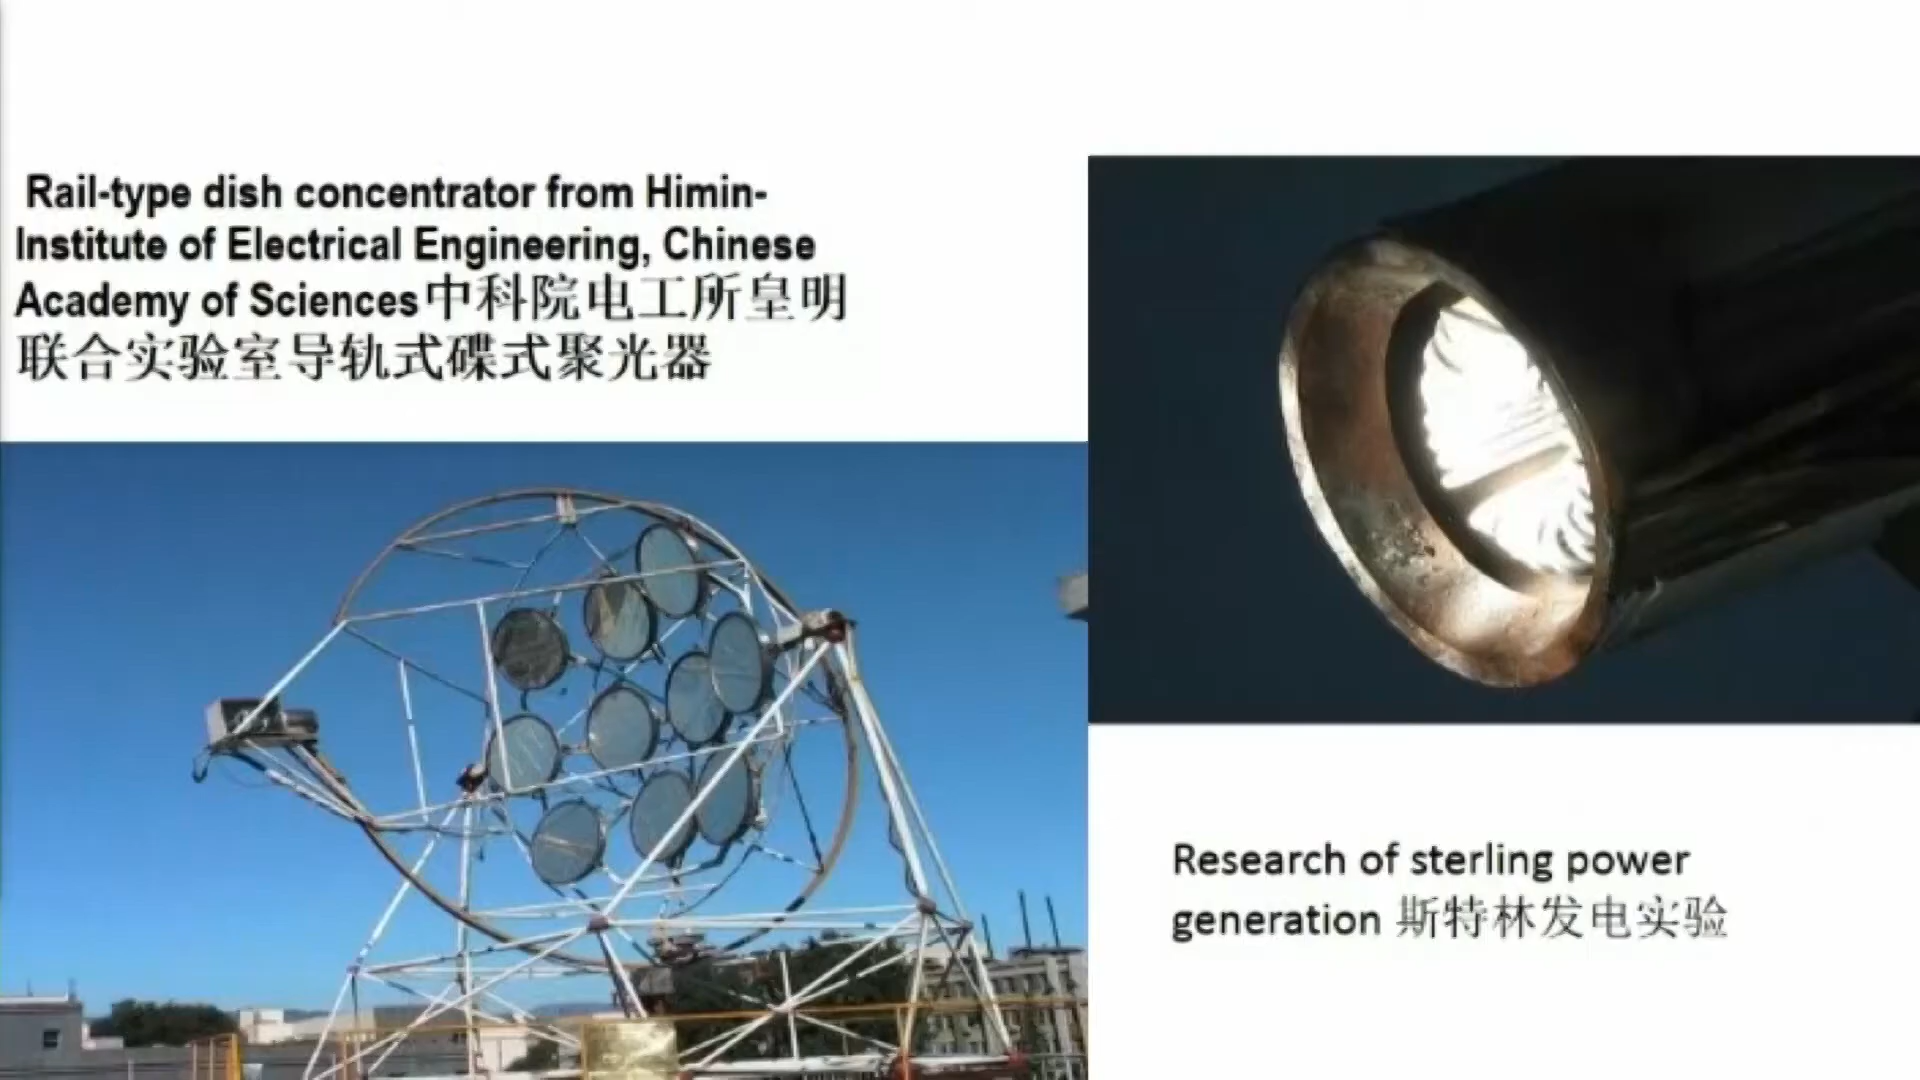 Rail-type dish concentrator from Himin-
Institute of Electrical Engineering, Chinese
Academy of Sciences中科院电工所皇明
联合实验室导轨式碟式聚光器
Research of sterling power
generation 斯特林发电实验